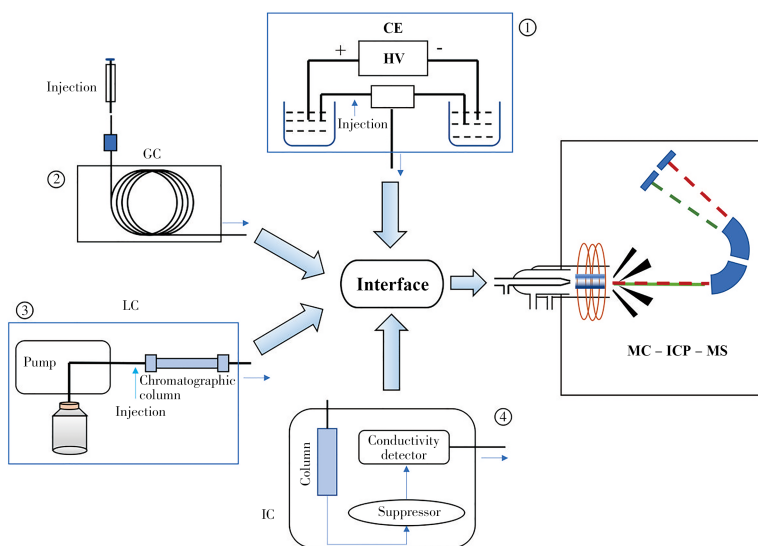 CE
①
+
HV
-
Injection
Injection
GC
②
Interface
MC – ICP – MS
LC
③
Pump
Chromatographic
column
Injection
④
Column
Conductivity
detector
Suppressor
IC